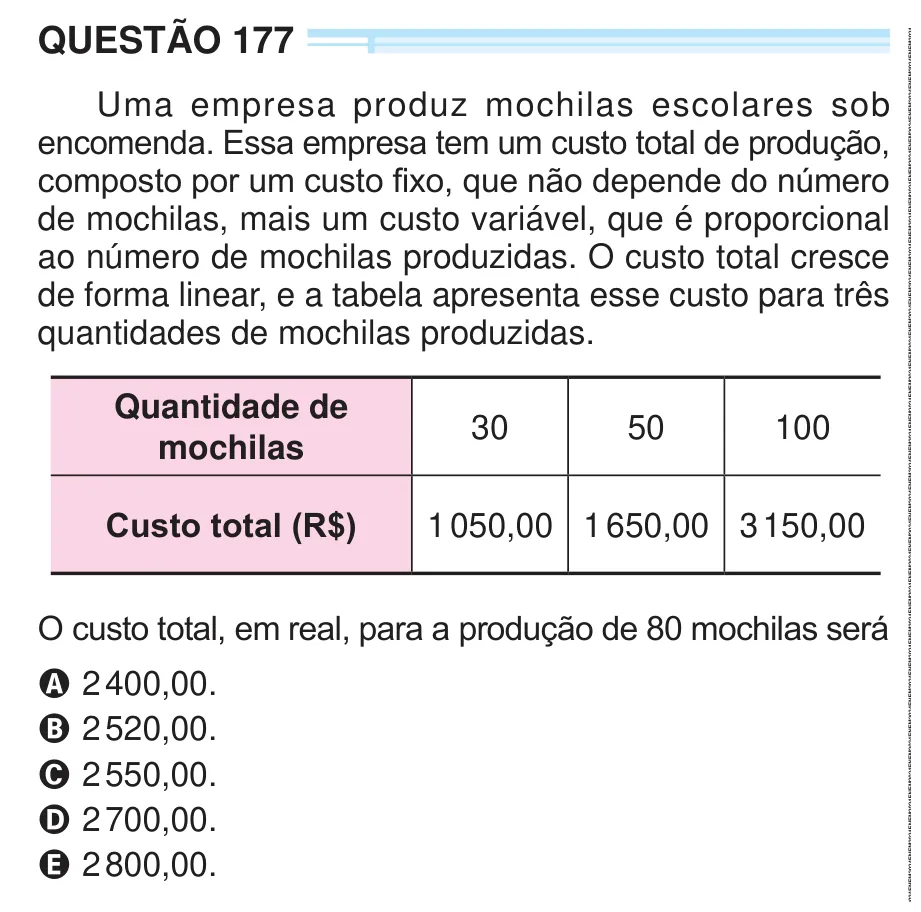 QUESTÃO 177
Uma empresa produz mochilas escolares sob
encomenda. Essa empresa tem um custo total de produção,
composto por um custo fixo, que não depende do número
de mochilas, mais um custo variável, que é proporcional
ao número de mochilas produzidas. O custo total cresce
de forma linear, e a tabela apresenta esse custo para três
quantidades de mochilas produzidas.
Quantidade de
mochilas
30 50 100
Custo total (R$) 1 050,00 1 650,00 3 150,00
O custo total, em real, para a produção de 80 mochilas será
A 2 400,00.
B 2 520,00.
C 2 550,00.
D 2 700,00.
E 2 800,00.